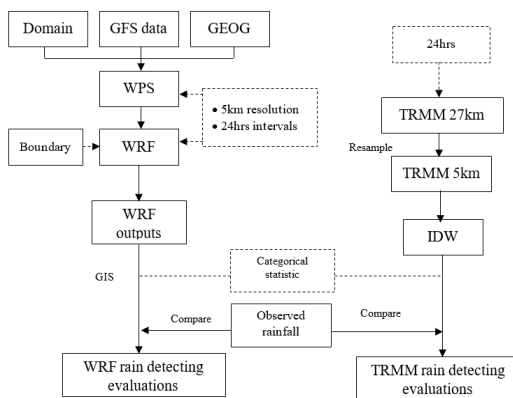 Domain
GFS data
GEOG
24hrs
WPS
• 5km resolution
• 24hrs intervals
TRMM 27km
Boundary
WRF
Resample
TRMM 5km
WRF
outputs
IDW
GIS
Categorical
statistic
Compare
Observed
rainfall
Compare
WRF rain detecting
evaluations
TRMM rain detecting
evaluations